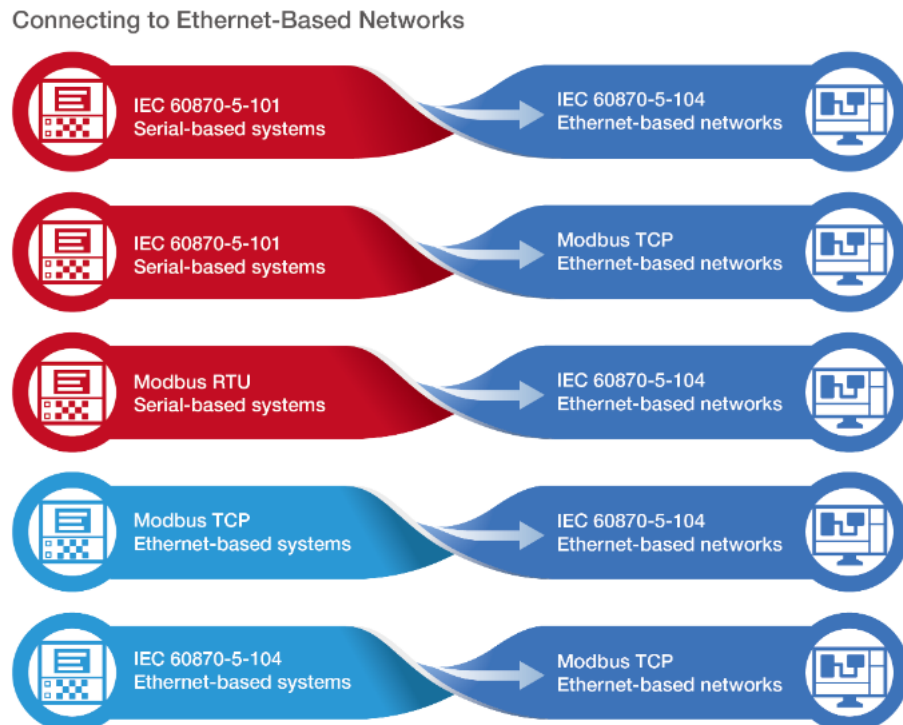 Connecting to Ethernet-Based Networks
IEC 60870-5-101
Serial-based systems
IEC 60870-5-104
Ethernet-based networks
IEC 60870-5-101
Serial-based systems
Modbus TCP
Ethernet-based networks
Modbus RTU
Serial-based systems
IEC 60870-5-104
Ethernet-based networks
Modbus TCP
Ethernet-based systems
IEC 60870-5-104
Ethernet-based networks
IEC 60870-5-104
Ethernet-based systems
Modbus TCP
Ethernet-based networks